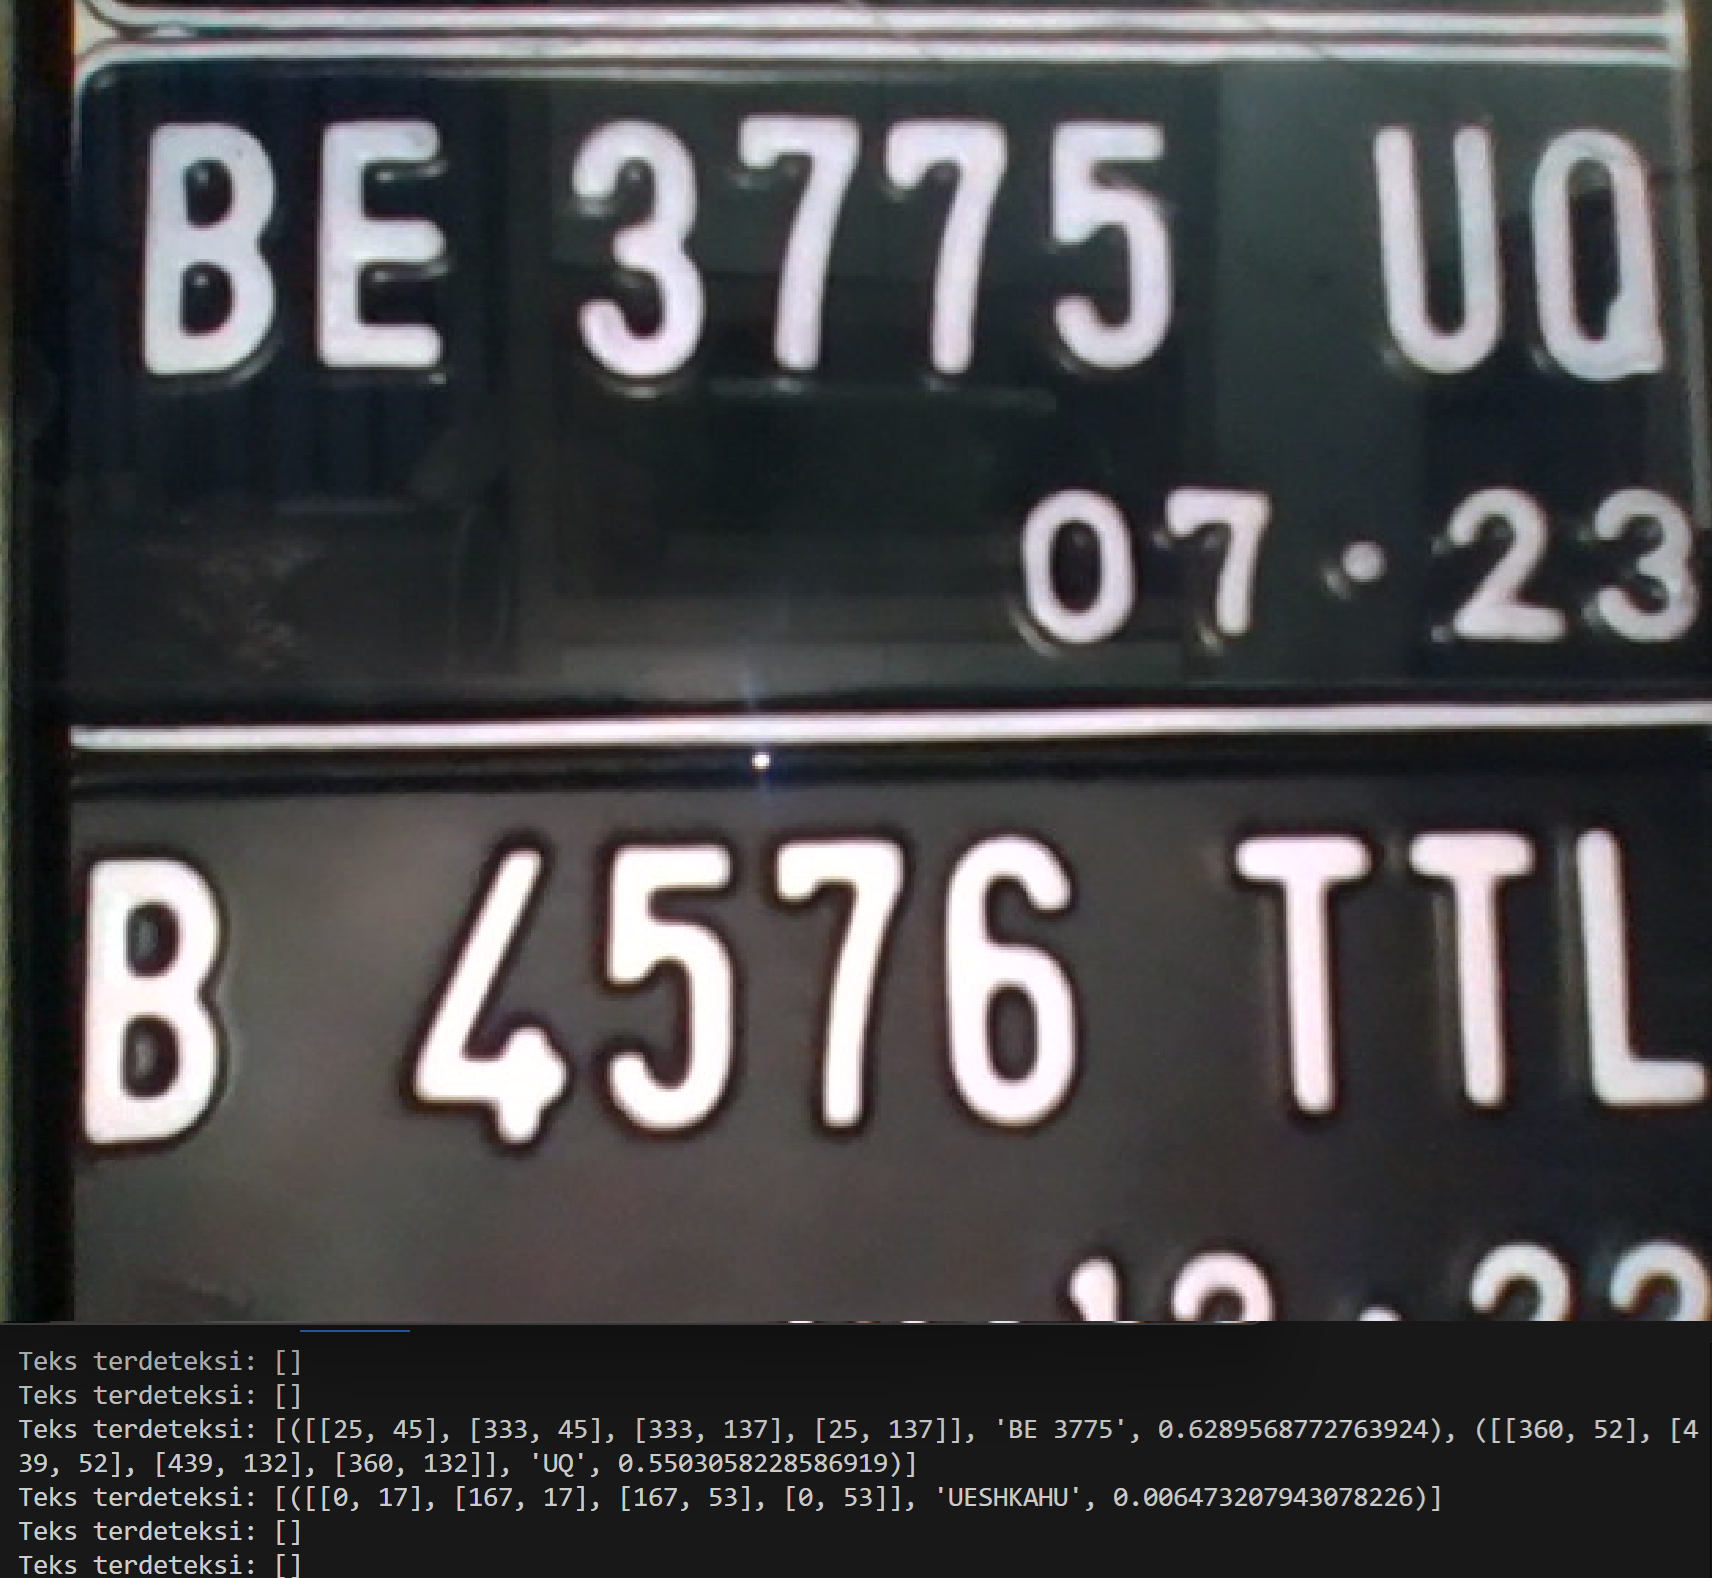 BE 3775 UQ
07·23
B 4576 TTL
Teks terdeteksi: []
Teks terdeteksi: []
Teks terdeteksi: [([[25, 45], [333, 45], [333, 137], [25, 137]], 'BE 3775', 0.6289568772763924), ([[360, 52], [4
39, 52], [439, 132], [360, 132]], 'UQ', 0.5503058228586919)]
Teks terdeteksi: [([[0, 17], [167, 17], [167, 53], [0, 53]], 'UESHKAHU', 0.006473207943078226)]
Teks terdeteksi: []
Teks terdeteksi: []